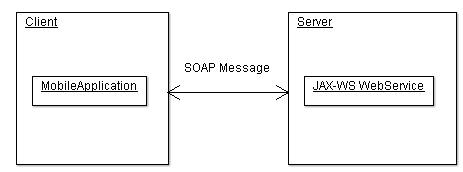 Client
Server
SOAP Message
MobileApplication
JAX-WS WebService